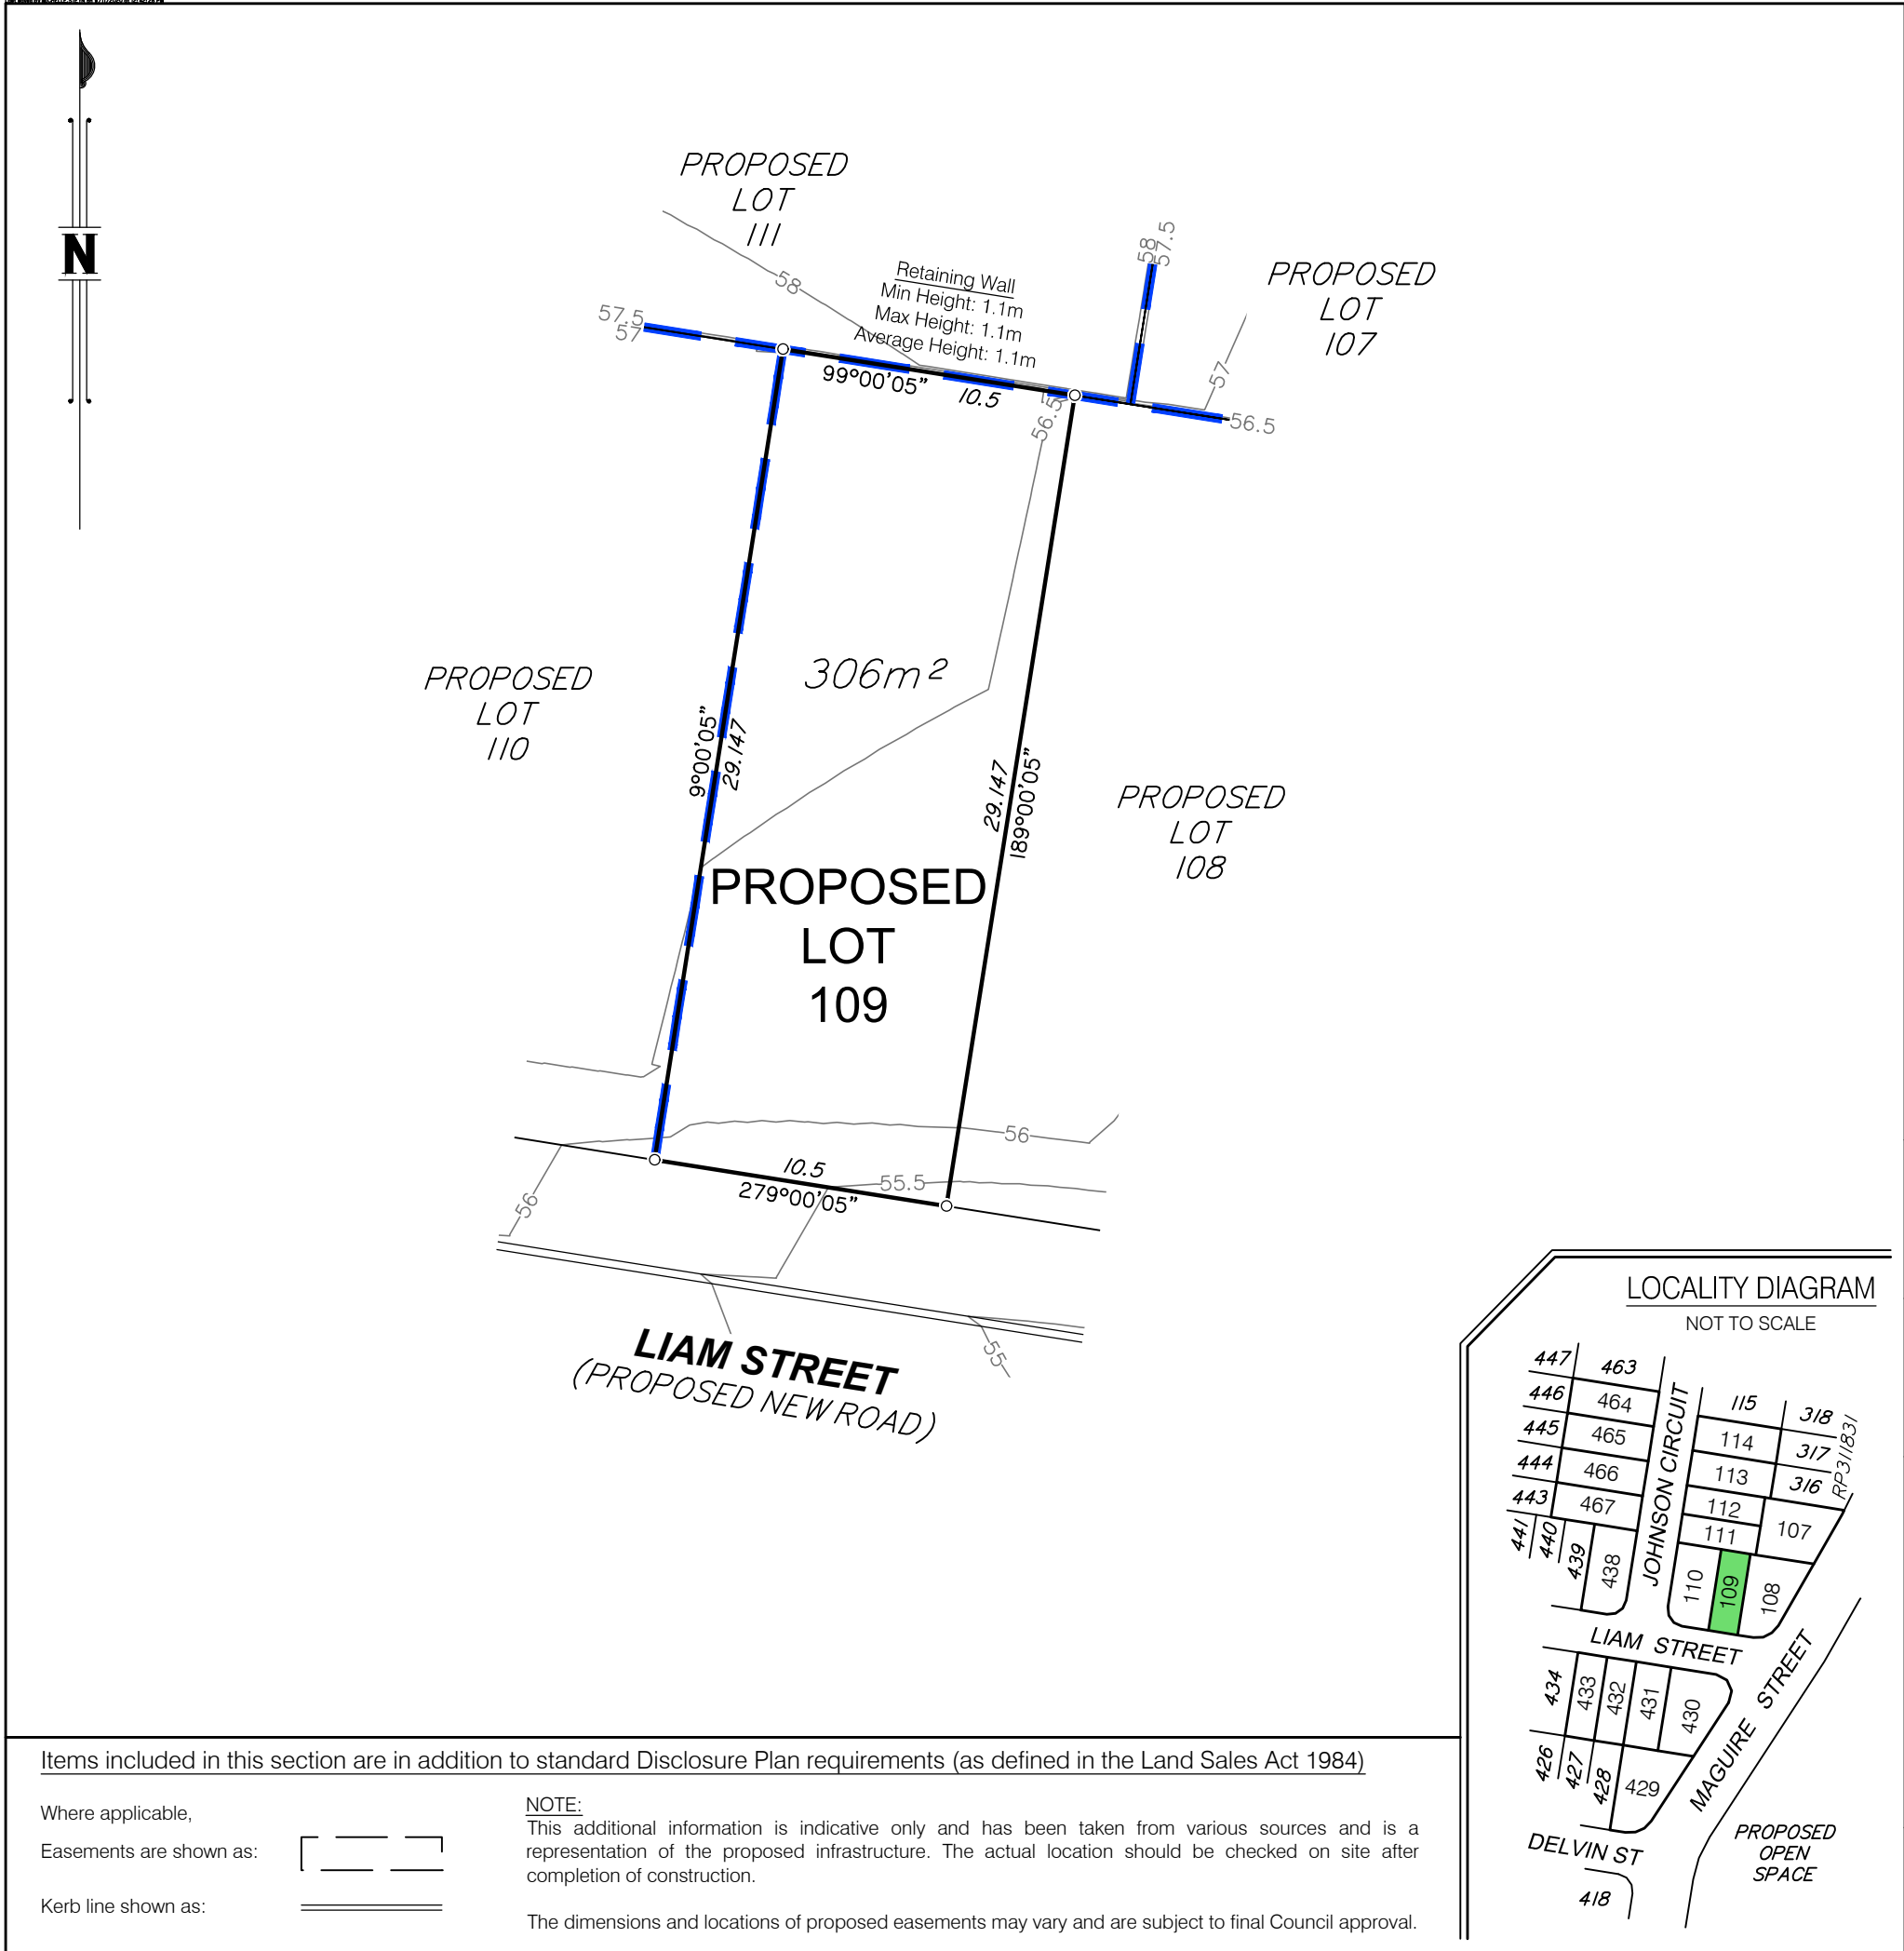 N
PROPOSED
LOT
111
58
Retaining Wall
Min Height: 1.1m
Max Height: 1.1m
Average Height: 1.1m
58
57.5
PROPOSED
LOT
107
57.5
57
99°00'05"
10.5
56.5
57
56.5
306m²
PROPOSED
LOT
110
9°00'05"
29.147
29.147
189°00'05"
PROPOSED
LOT
108
PROPOSED
LOT
109
56
10.5
55.5
279°00'05"
56
55
LIAM STREET
(PROPOSED NEW ROAD)
LOCALITY DIAGRAM
NOT TO SCALE
447
463
446
464
445
465
444
466
443
467
441
440
439
438
JOHNSON CIRCUIT
115
318
114
317
113
316
RP311831
112
107
111
110
109
108
LIAM STREET
434
433
432
431
430
MAGUIRE STREET
426
427
428
429
DELVIN ST
418
PROPOSED
OPEN
SPACE
Items included in this section are in addition to standard Disclosure Plan requirements (as defined in the Land Sales Act 1984)
Where applicable,
Easements are shown as:
Kerb line shown as:
NOTE:
This additional information is indicative only and has been taken from various sources and is a
representation of the proposed infrastructure. The actual location should be checked on site after
completion of construction.
The dimensions and locations of proposed easements may vary and are subject to final Council approval.